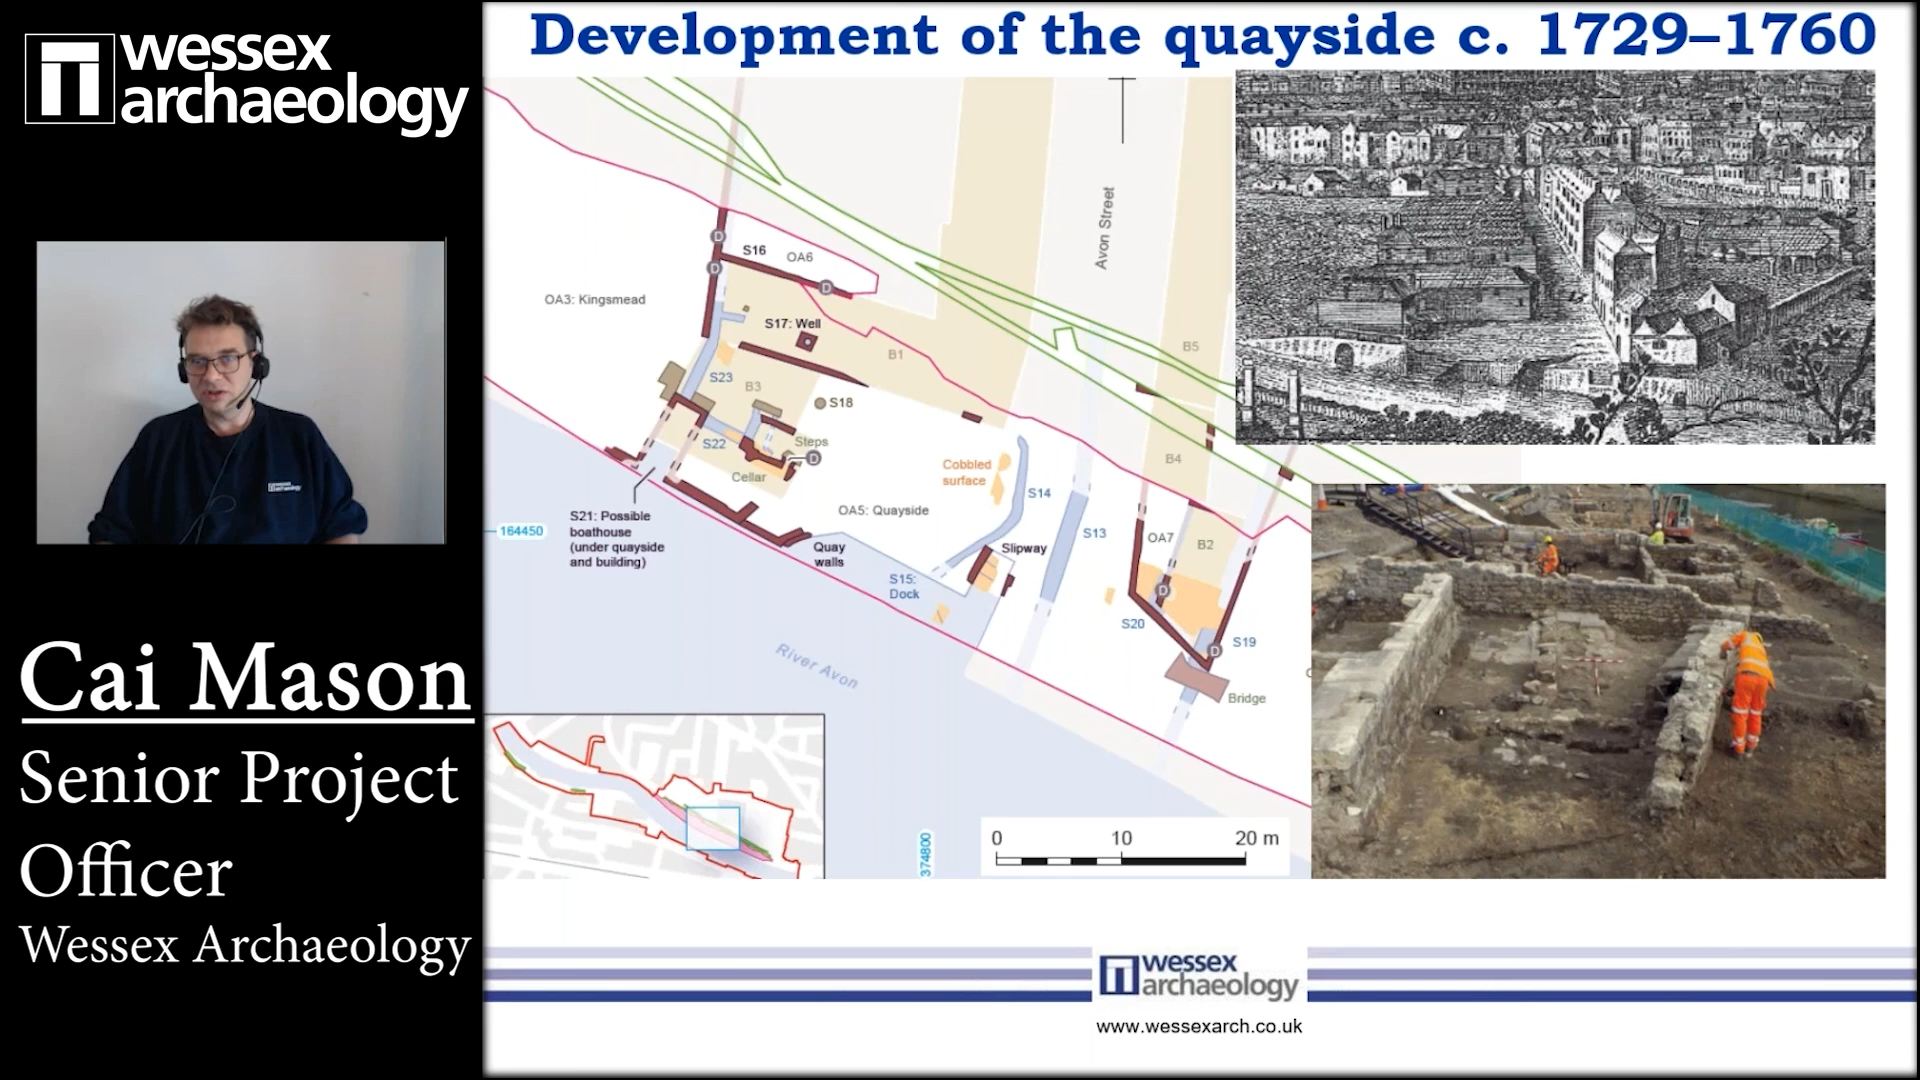 wessex
archaeology
Cai Mason
Senior Project
Officer
Wessex Archaeology
Development of the quayside c. 1729–1760
Avon Street
D
S16
OA6
D
D
OA3: Kingsmead
S17: Well
B1
B5
S23
B3
S18
S22
Steps
D
Cellar
Cobbled
surface
B4
S14
OA5: Quayside
S13
164450
S21: Possible
boathouse
(under quayside
and building)
Quay
walls
Slipway
OA7
B2
S15:
Dock
D
S20
S19
D
River Avon
Bridge
0 10 20 m
374800
wessex
archaeology
www.wessexarch.co.uk